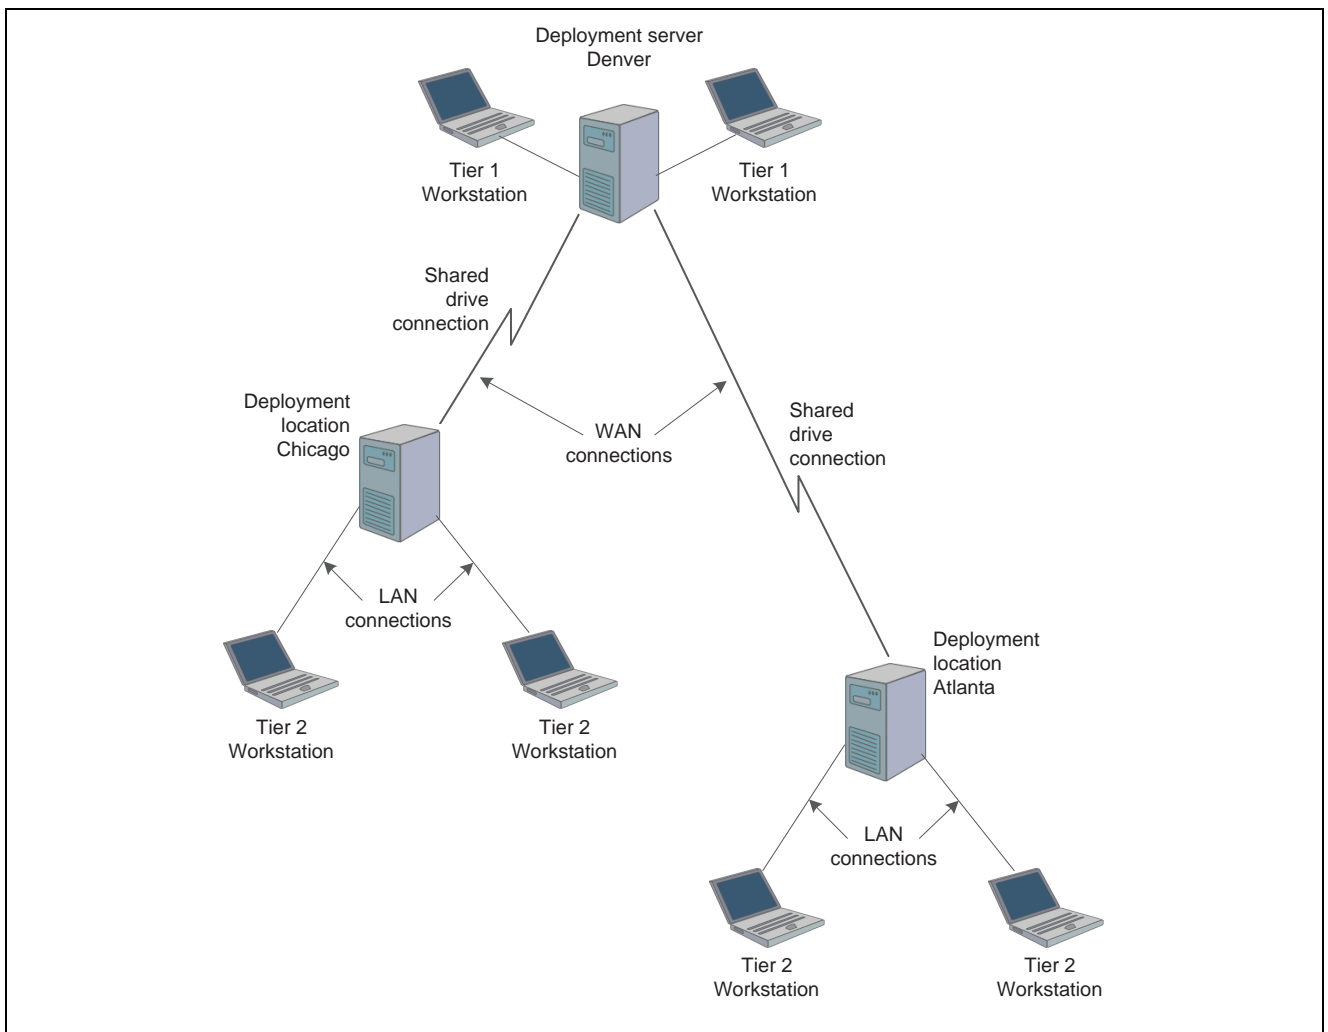 Deployment server
Denver
Tier 1
Workstation
Tier 1
Workstation
Shared
drive
connection
Deployment
location
Chicago
WAN
connections
Shared
drive
connection
LAN
connections
Tier 2
Workstation
Tier 2
Workstation
Deployment
location
Atlanta
LAN
connections
Tier 2
Workstation
Tier 2
Workstation